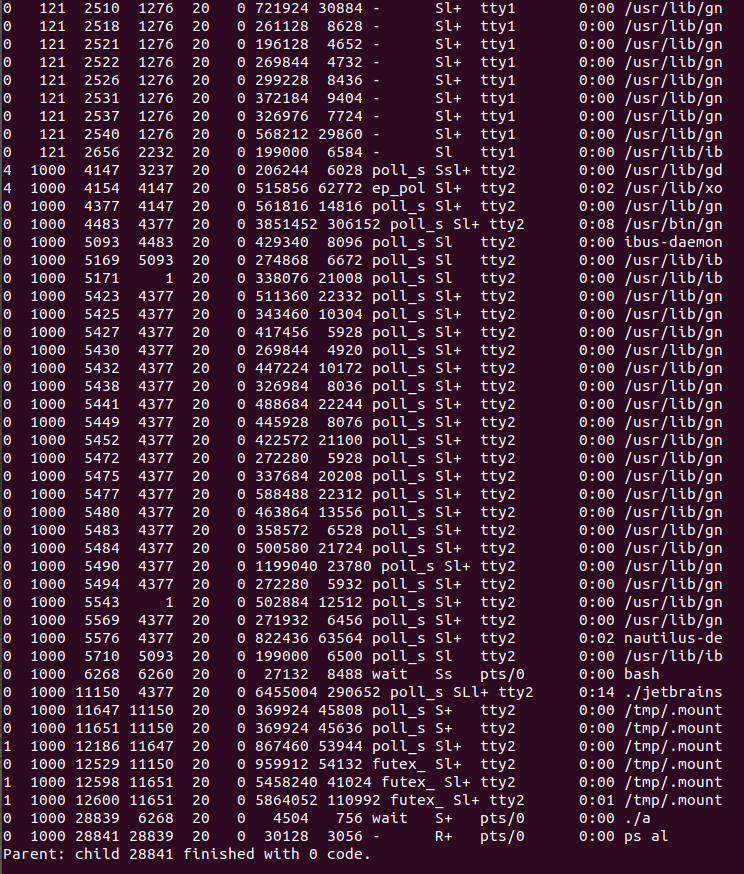 0   121  2510  1276  20   0 721924 30884 -      Sl+  tty1       0:00 /usr/lib/gn
0   121  2518  1276  20   0 261128  8628 -      Sl+  tty1       0:00 /usr/lib/gn
0   121  2521  1276  20   0 196128  4652 -      Sl+  tty1       0:00 /usr/lib/gn
0   121  2522  1276  20   0 269844  4732 -      Sl+  tty1       0:00 /usr/lib/gn
0   121  2526  1276  20   0 299228  8436 -      Sl+  tty1       0:00 /usr/lib/gn
0   121  2531  1276  20   0 372184  9404 -      Sl+  tty1       0:00 /usr/lib/gn
0   121  2537  1276  20   0 326976  7724 -      Sl+  tty1       0:00 /usr/lib/gn
0   121  2540  1276  20   0 568212 29860 -      Sl+  tty1       0:00 /usr/lib/gn
0   121  2656  2232  20   0 199000  6584 -      Sl   tty1       0:00 /usr/lib/ib
4  1000  4147  3237  20   0 206244  6028 poll_s Ssl+ tty2       0:00 /usr/lib/gd
4  1000  4154  4147  20   0 515856 62772 ep_pol Sl+  tty2       0:02 /usr/lib/xo
0  1000  4377  4147  20   0 561816 14816 poll_s Sl+  tty2       0:00 /usr/lib/gn
0  1000  4483  4377  20   0 3851452 306152 poll_s Sl+ tty2      0:08 /usr/bin/gn
0  1000  5093  4483  20   0 429340  8096 poll_s Sl   tty2       0:00 ibus-daemon
0  1000  5169  5093  20   0 274868  6672 poll_s Sl   tty2       0:00 /usr/lib/ib
0  1000  5171     1  20   0 338076 21008 poll_s Sl   tty2       0:00 /usr/lib/ib
0  1000  5423  4377  20   0 511360 22332 poll_s Sl+  tty2       0:00 /usr/lib/gn
0  1000  5425  4377  20   0 343460 10304 poll_s Sl+  tty2       0:00 /usr/lib/gn
0  1000  5427  4377  20   0 417456  5928 poll_s Sl+  tty2       0:00 /usr/lib/gn
0  1000  5430  4377  20   0 269844  4920 poll_s Sl+  tty2       0:00 /usr/lib/gn
0  1000  5432  4377  20   0 447224 10172 poll_s Sl+  tty2       0:00 /usr/lib/gn
0  1000  5438  4377  20   0 326984  8036 poll_s Sl+  tty2       0:00 /usr/lib/gn
0  1000  5441  4377  20   0 488684 22244 poll_s Sl+  tty2       0:00 /usr/lib/gn
0  1000  5449  4377  20   0 445928  8076 poll_s Sl+  tty2       0:00 /usr/lib/gn
0  1000  5452  4377  20   0 422572 21100 poll_s Sl+  tty2       0:00 /usr/lib/gn
0  1000  5472  4377  20   0 272280  5928 poll_s Sl+  tty2       0:00 /usr/lib/gn
0  1000  5475  4377  20   0 337684 20208 poll_s Sl+  tty2       0:00 /usr/lib/gn
0  1000  5477  4377  20   0 588488 22312 poll_s Sl+  tty2       0:00 /usr/lib/gn
0  1000  5480  4377  20   0 463864 13556 poll_s Sl+  tty2       0:00 /usr/lib/gn
0  1000  5483  4377  20   0 358572  6528 poll_s Sl+  tty2       0:00 /usr/lib/gn
0  1000  5484  4377  20   0 500580 21724 poll_s Sl+  tty2       0:00 /usr/lib/gn
0  1000  5490  4377  20   0 1199040 23780 poll_s Sl+ tty2       0:00 /usr/lib/gn
0  1000  5494  4377  20   0 272280  5932 poll_s Sl+  tty2       0:00 /usr/lib/gn
0  1000  5543     1  20   0 502884 12512 poll_s Sl+  tty2       0:00 /usr/lib/gn
0  1000  5569  4377  20   0 271932  6456 poll_s Sl+  tty2       0:00 /usr/lib/gn
0  1000  5576  4377  20   0 822436 63564 poll_s Sl+  tty2       0:02 nautilus-de
0  1000  5710  5093  20   0 199000  6500 poll_s Sl   tty2       0:00 /usr/lib/ib
0  1000  6268  6260  20   0  27132  8488 wait   Ss   pts/0      0:00 bash
0  1000 11150  4377  20   0 6455004 290652 poll_s SLl+ tty2     0:14 ./jetbrains
0  1000 11647 11150  20   0 369924 45808 poll_s S+   tty2       0:00 /tmp/.mount
0  1000 11651 11150  20   0 369924 45636 poll_s S+   tty2       0:00 /tmp/.mount
1  1000 12186 11647  20   0 867460 53944 poll_s Sl+  tty2       0:00 /tmp/.mount
0  1000 12529 11150  20   0 959912 54132 futex_ Sl+  tty2       0:00 /tmp/.mount
1  1000 12598 11651  20   0 5458240 41024 futex_ Sl+ tty2       0:00 /tmp/.mount
1  1000 12600 11651  20   0 5864052 110992 futex_ Sl+ tty2      0:01 /tmp/.mount
0  1000 28839  6268  20   0   4504   756 wait   S+   pts/0      0:00 ./a
0  1000 28841 28839  20   0  30128  3056 -      R+   pts/0      0:00 ps al
Parent: child 28841 finished with 0 code.